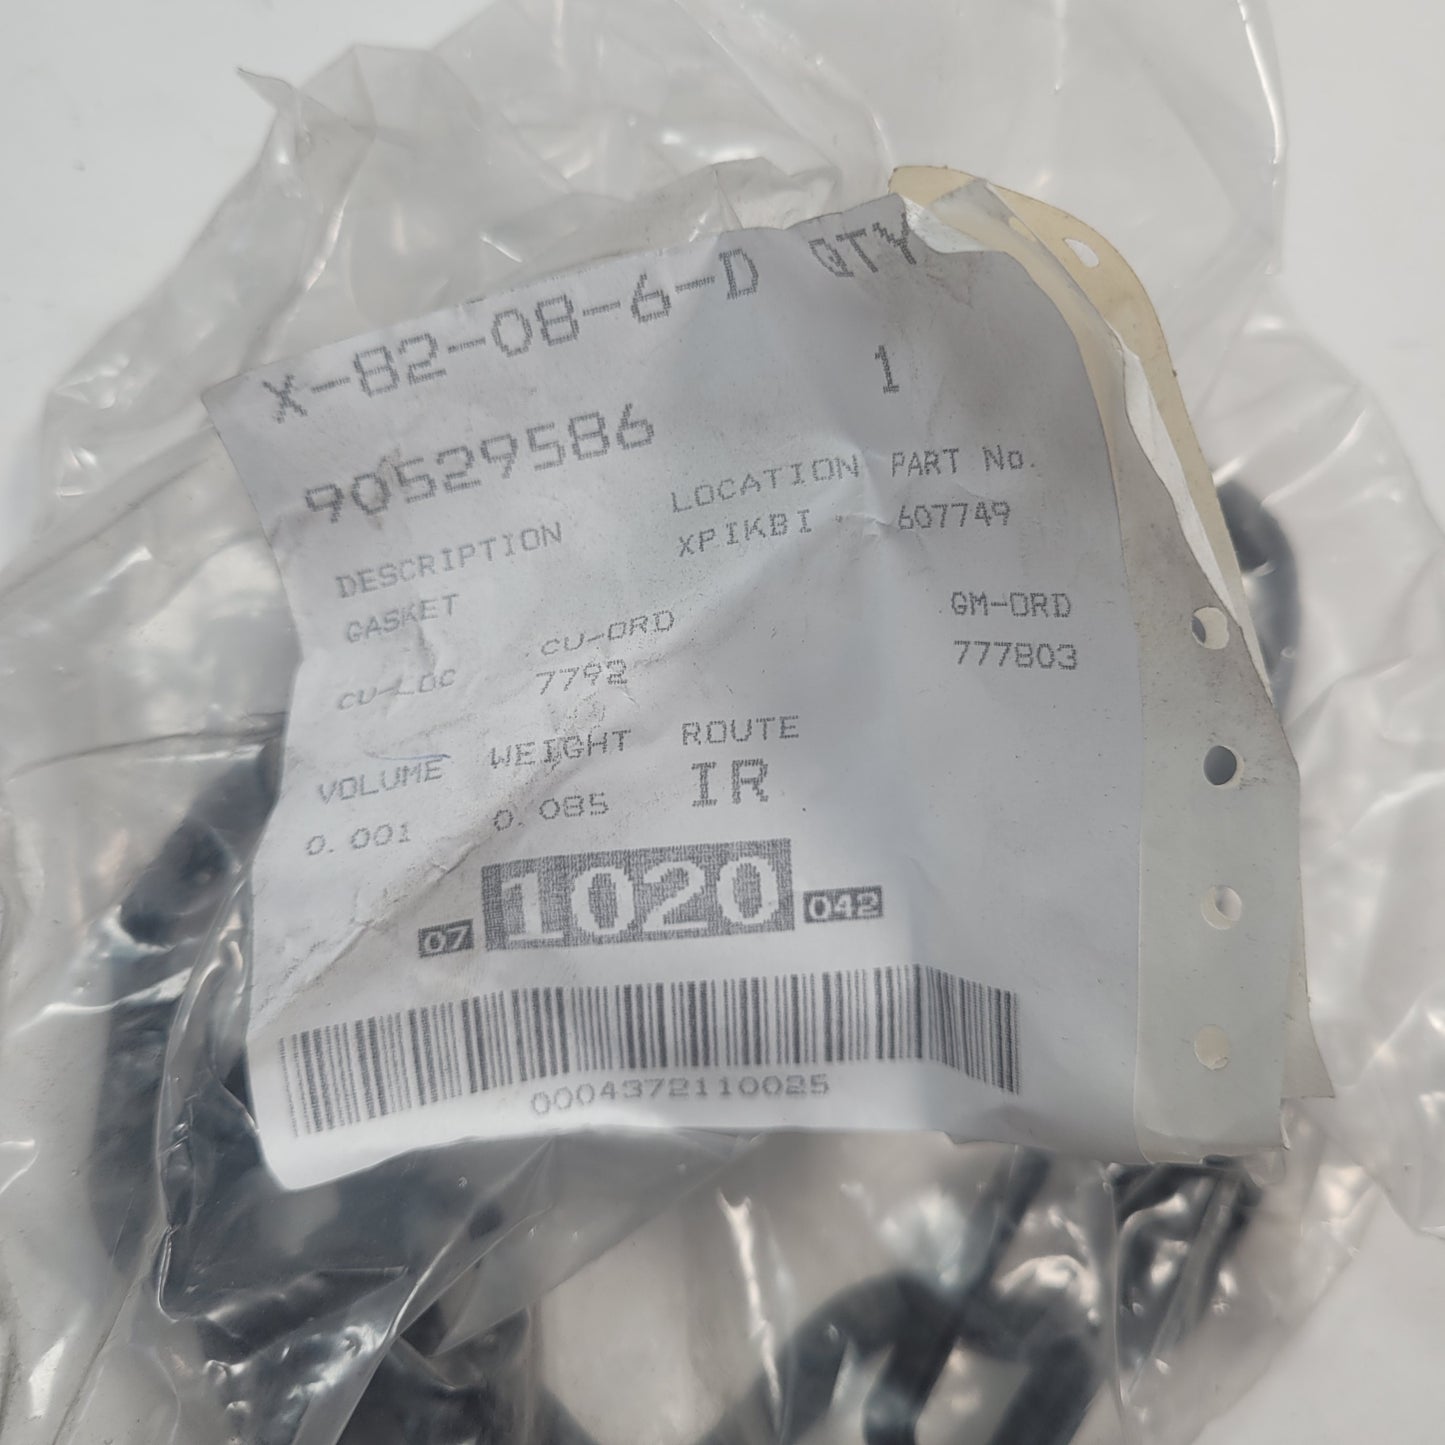 X-82-08-6-D QTY
90529586 1
DESCRIPTION LOCATION PART No.
GASKET XPIKBI 607749
CU-LOC CU-ORD GM-ORD
7792 777803
VOLUME WEIGHT ROUTE
0.001 0.085 IR
07 1020 042
0004372110025